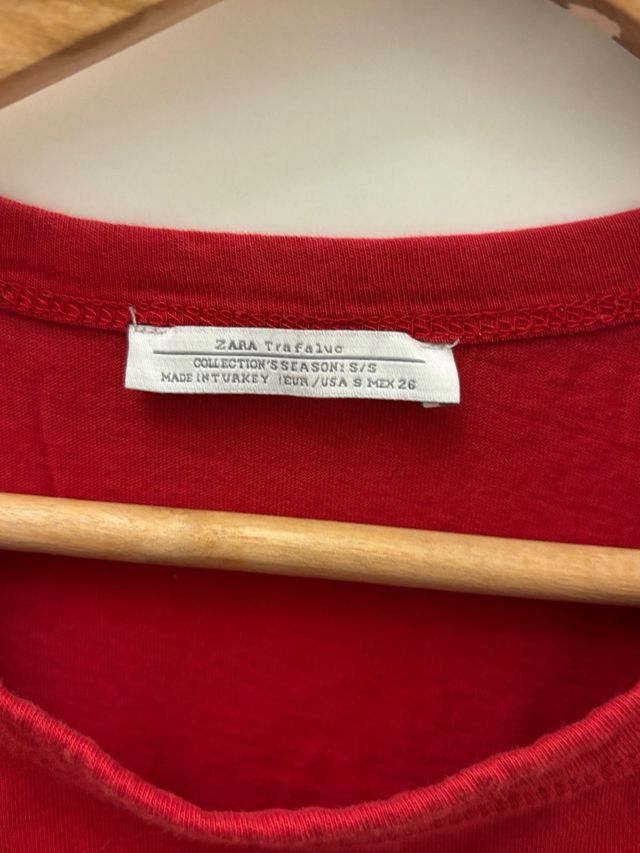 ZARA Trafaluc
COLLECTION'S SEASON: S/S
MADE IN TURKEY | EUR/USA S MEX 26